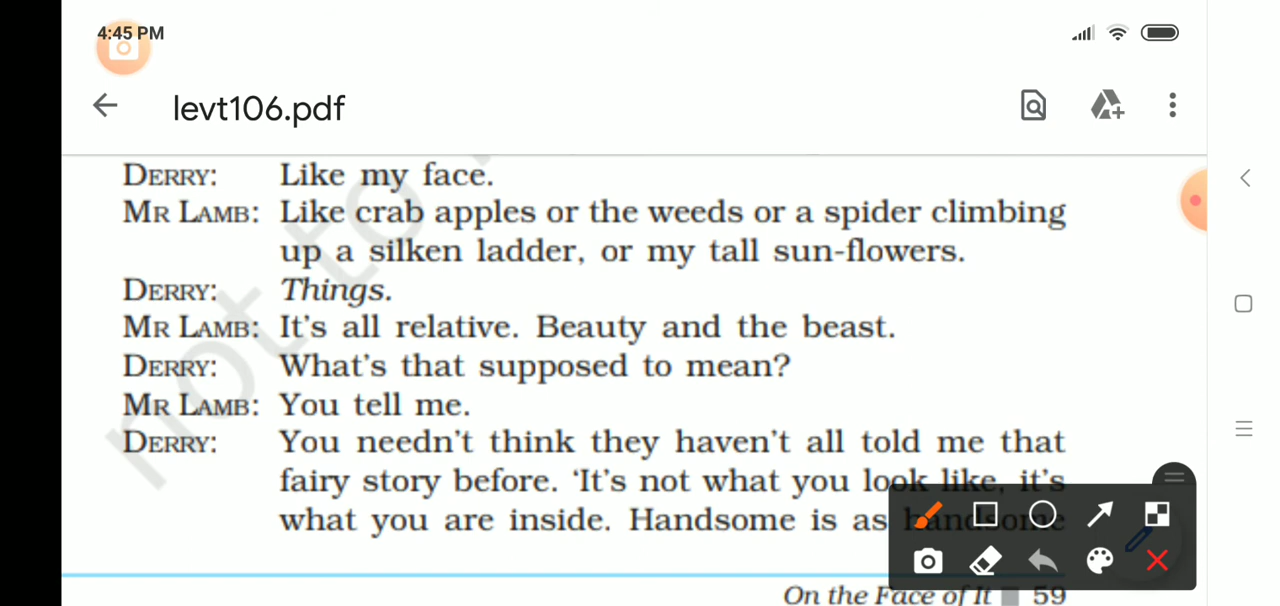 4:45 PM
levt106.pdf
DERRY: Like my face.
MR LAMB: Like crab apples or the weeds or a spider climbing
up a silken ladder, or my tall sun-flowers.
DERRY: Things.
MR LAMB: It's all relative. Beauty and the beast.
DERRY: What's that supposed to mean?
MR LAMB: You tell me.
DERRY: You needn't think they haven't all told me that
fairy story before. 'It's not what you look like, it's
what you are inside. Handsome is as handsome
On the Face of It 59
not to